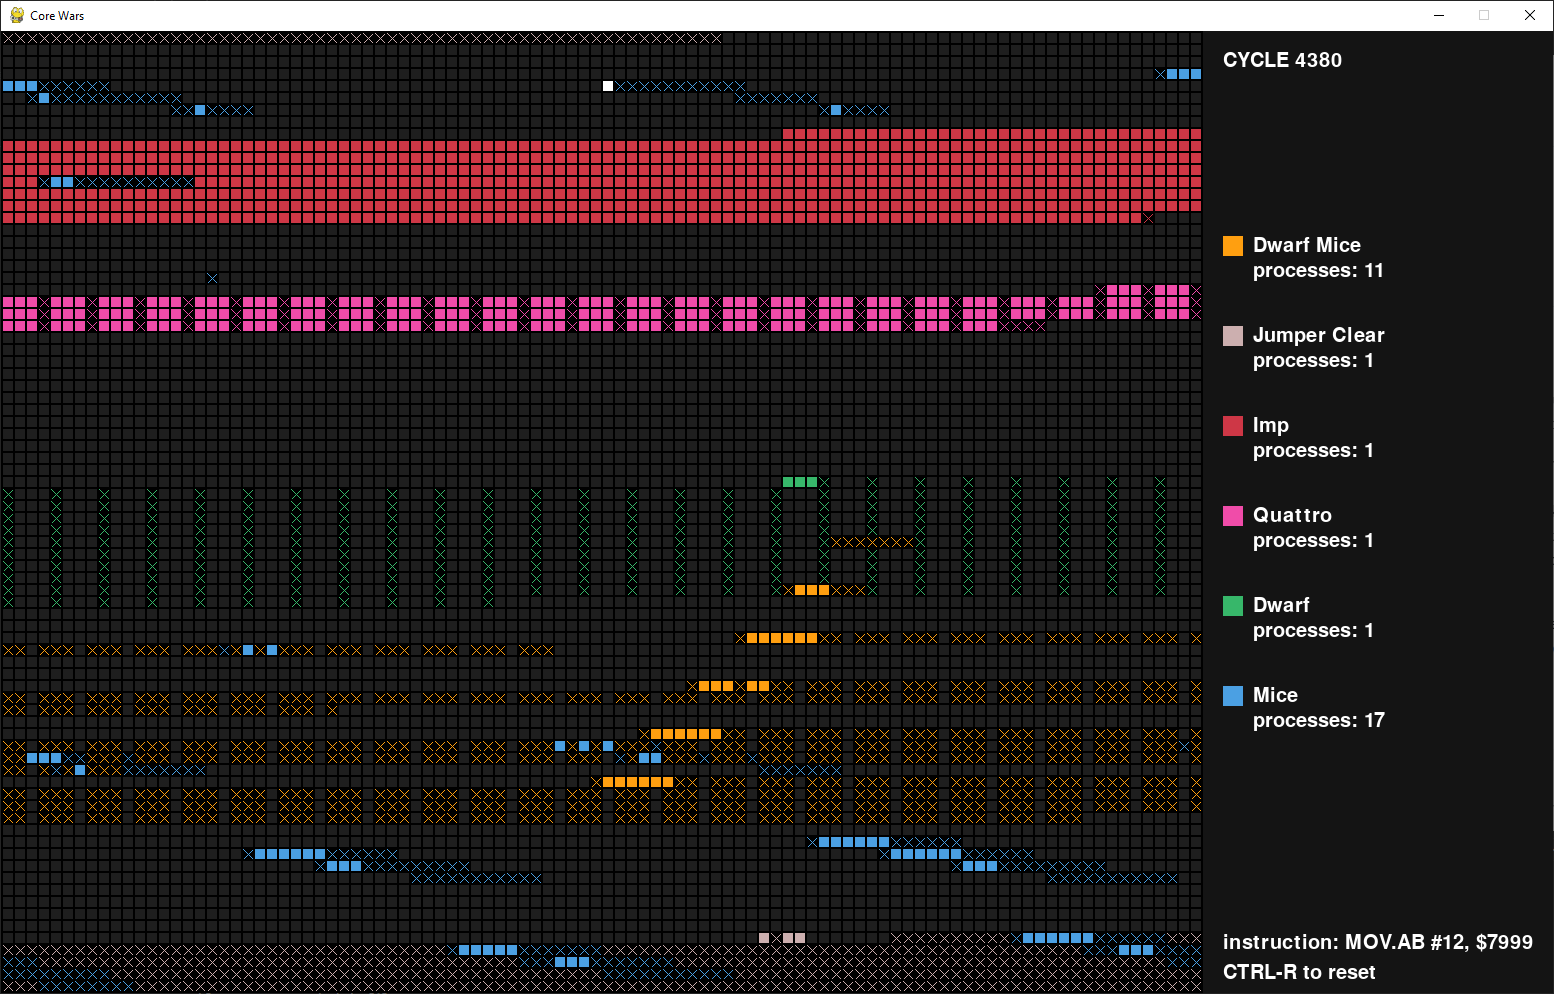 Core Wars
CYCLE 4380
Dwarf Mice
processes: 11
Jumper Clear
processes: 1
Imp
processes: 1
Quattro
processes: 1
Dwarf
processes: 1
Mice
processes: 17
instruction: MOV.AB #12, $7999
CTRL-R to reset